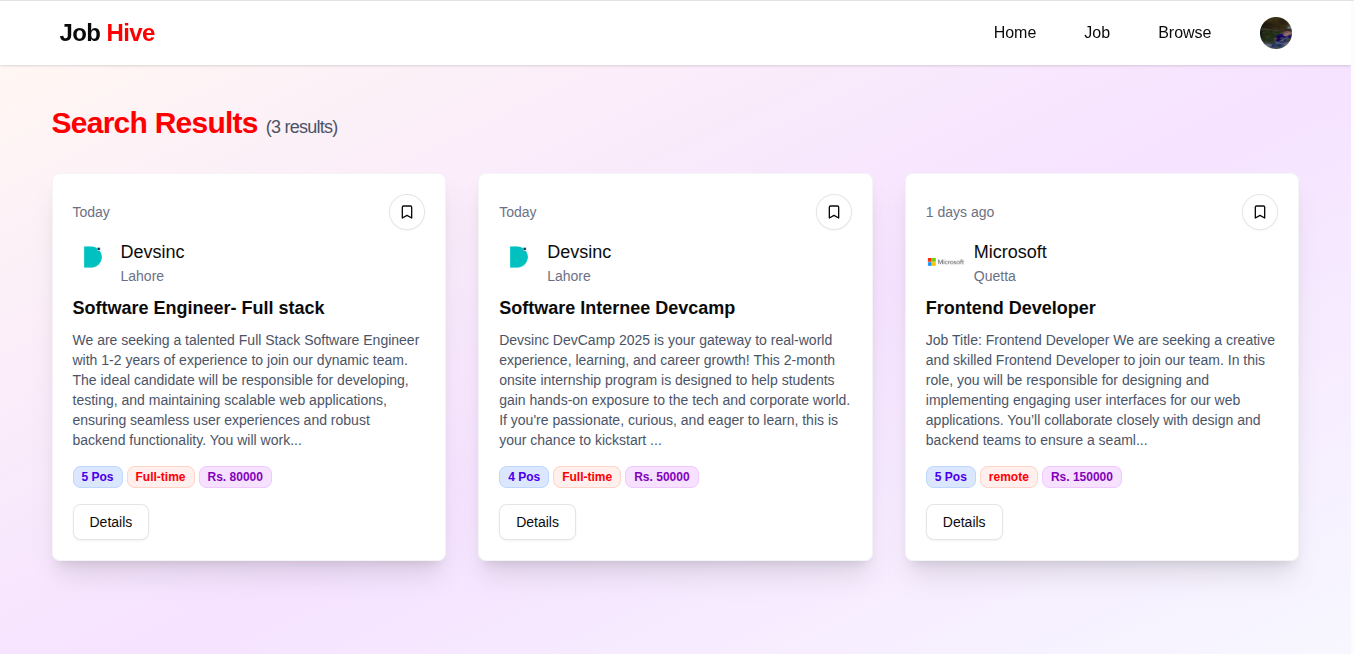 Job Hive
Home
Job
Browse
Search Results (3 results)
Today
Devsinc
Lahore
Software Engineer- Full stack
We are seeking a talented Full Stack Software Engineer
with 1-2 years of experience to join our dynamic team.
The ideal candidate will be responsible for developing,
testing, and maintaining scalable web applications,
ensuring seamless user experiences and robust
backend functionality. You will work...
5 Pos
Full-time
Rs. 80000
Details
Today
Devsinc
Lahore
Software Internee Devcamp
Devsinc DevCamp 2025 is your gateway to real-world
experience, learning, and career growth! This 2-month
onsite internship program is designed to help students
gain hands-on exposure to the tech and corporate world.
If you're passionate, curious, and eager to learn, this is
your chance to kickstart ...
4 Pos
Full-time
Rs. 50000
Details
1 days ago
Microsoft
Microsoft
Quetta
Frontend Developer
Job Title: Frontend Developer We are seeking a creative
and skilled Frontend Developer to join our team. In this
role, you will be responsible for designing and
implementing engaging user interfaces for our web
applications. You'll collaborate closely with design and
backend teams to ensure a seaml...
5 Pos
remote
Rs. 150000
Details